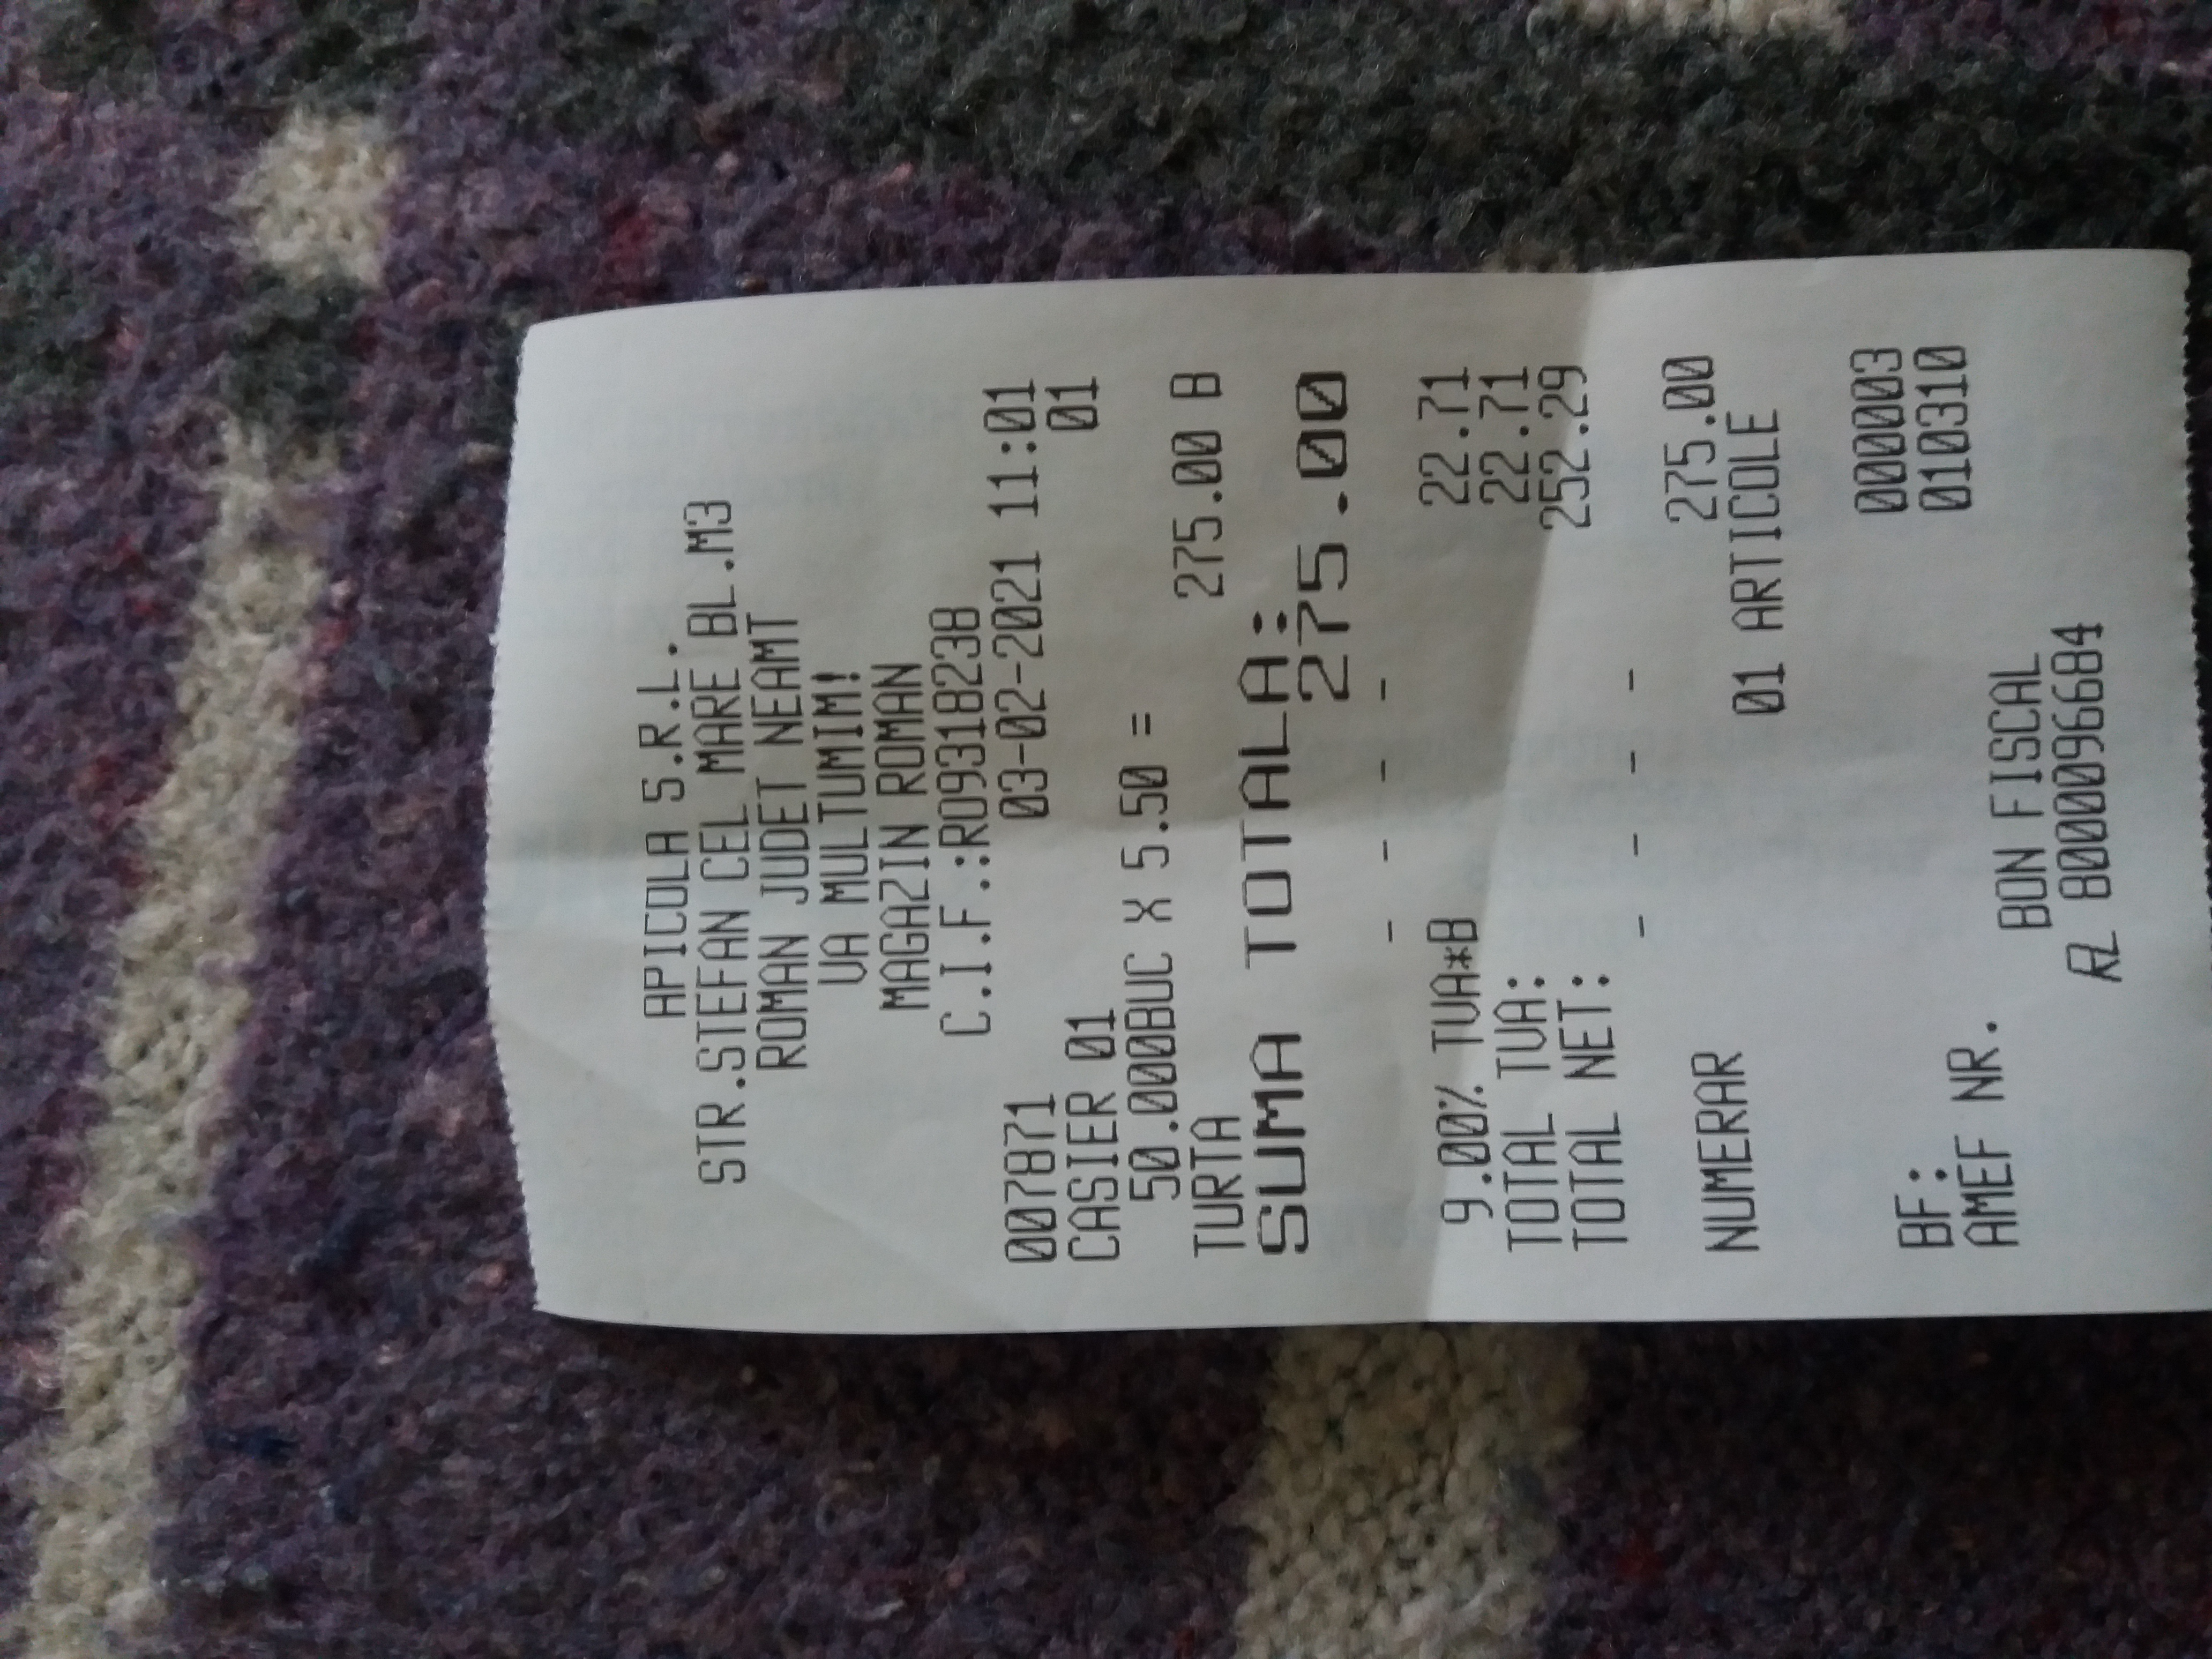 APICOLA S.R.L.
STR.STEFAN CEL MARE BL.M3
ROMAN JUDET NEAMT
VA MULTUMIM!
MAGAZIN ROMAN
C.I.F.:RO9318238
007871 03-02-2021 11:01
CASIER 01 01
50.000BUC X 5.50 =
TURTA 275.00 B
SUMA TOTALA:
275.00
- - - -
9.00% TVA*B 22.71
TOTAL TVA: 22.71
TOTAL NET: 252.29
- - - -
NUMERAR 275.00
01 ARTICOLE
BF: 000003
AMEF NR. 010310
BON FISCAL
RL 8000096684